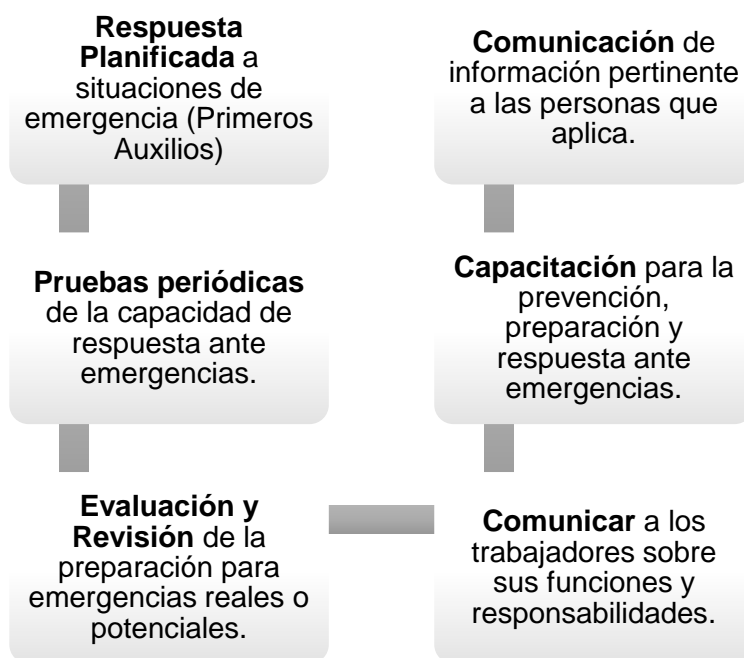 Respuesta
Planificada a
situaciones de
emergencia (Primeros
Auxilios)
Pruebas periódicas
de la capacidad de
respuesta ante
emergencias.
Evaluación y
Revisión de la
preparación para
emergencias reales o
potenciales.
Comunicar a los
trabajadores sobre
sus funciones y
responsabilidades.
Capacitación para la
prevención,
preparación y
respuesta ante
emergencias.
Comunicación de
información pertinente
a las personas que
aplica.